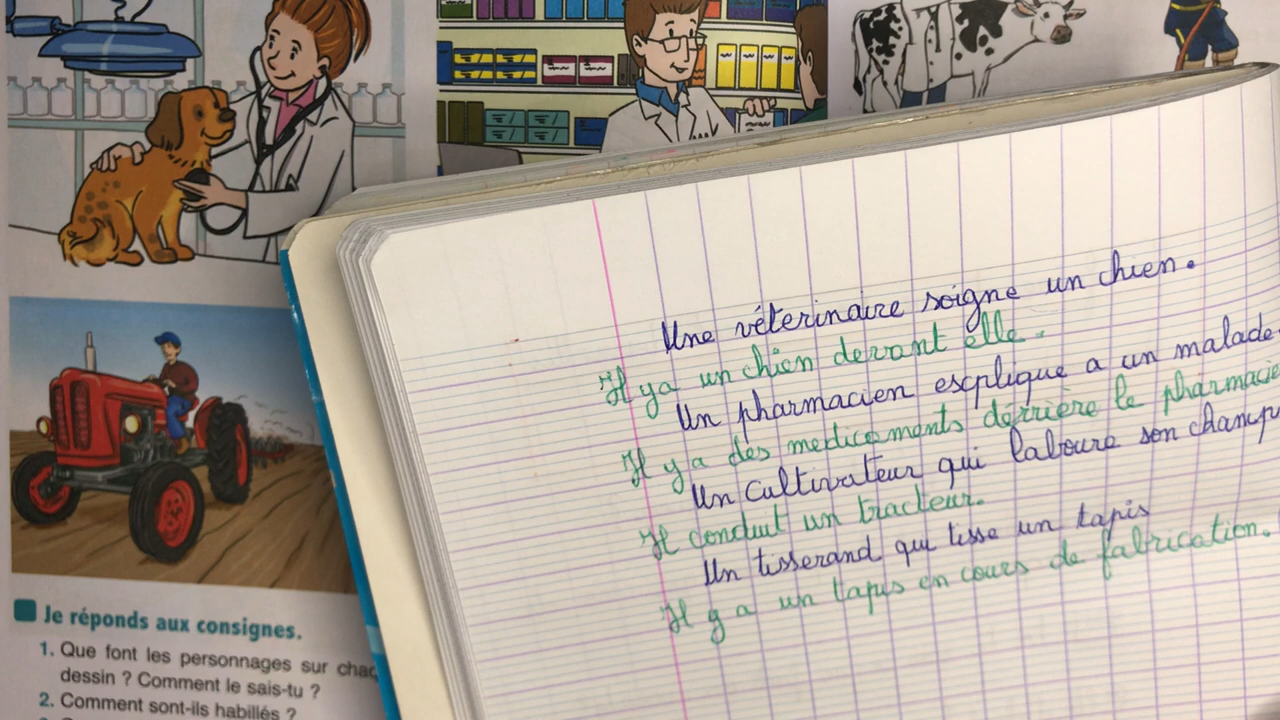 Je réponds aux consignes.
1. Que font les personnages sur chaq
dessin ? Comment le sais-tu ?
2. Comment sont-ils habillés ?
Une véterinaire soigne un chien.
Il ya un chien devant elle.
Un pharmacien esplique a un malade
Il y a des medicaments derrière le pharmacie
Un Cultivateur qui laboure son champ
Il conduit un tracteur.
Un tisserand qui tisse un tapis
Il y a un tapis en cours de fabrication.